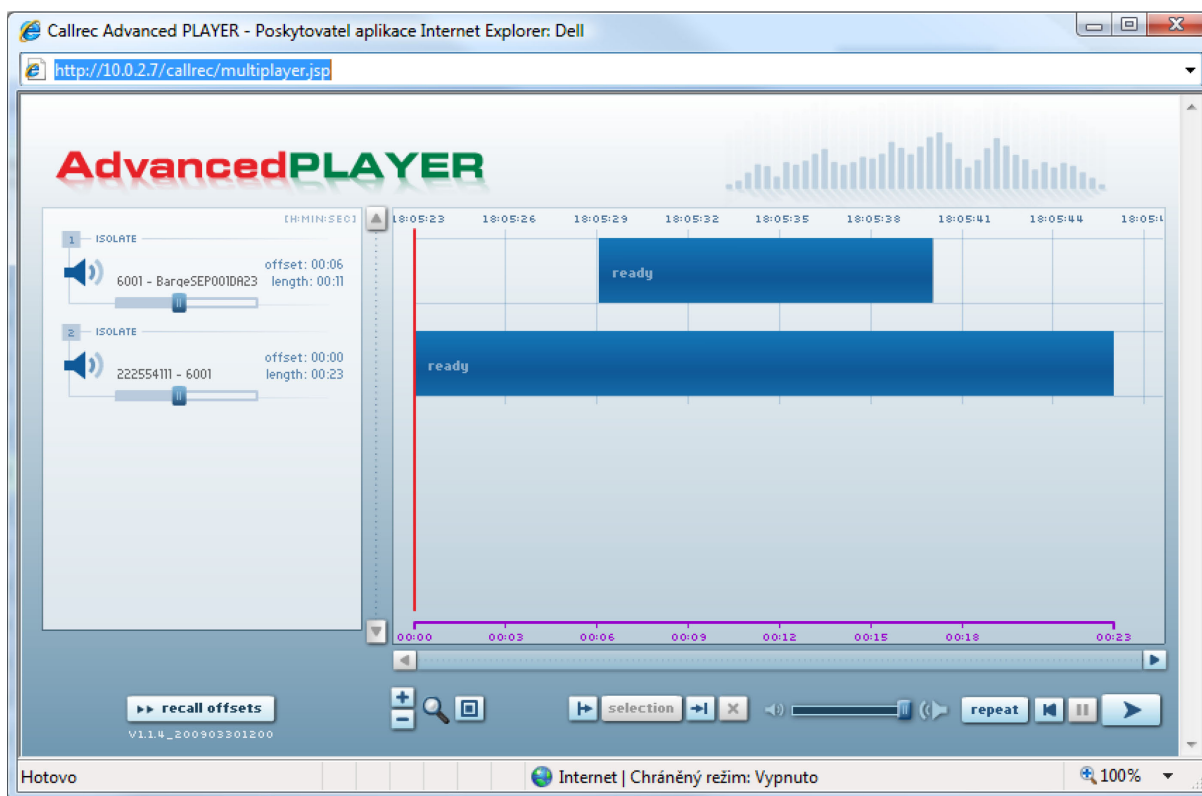 Callrec Advanced PLAYER - Poskytovatel aplikace Internet Explorer: Dell
http://10.0.2.7/callrec/multiplayer.jsp
AdvancedPLAYER
[H:MIN:SEC]
18:05:23 18:05:26 18:05:29 18:05:32 18:05:35 18:05:38 18:05:41 18:05:44 18:05:4
1 ISOLATE
offset: 00:06
6001 - BargeSEP001DA23 length: 00:11
ready
2 ISOLATE
offset: 00:00
222554111 - 6001 length: 00:23
ready
00:00 00:03 00:06 00:09 00:12 00:15 00:18 00:23
recall offsets
selection
repeat
V1.1.4_200903301200
Hotovo
Internet | Chráněný režim: Vypnuto
100%